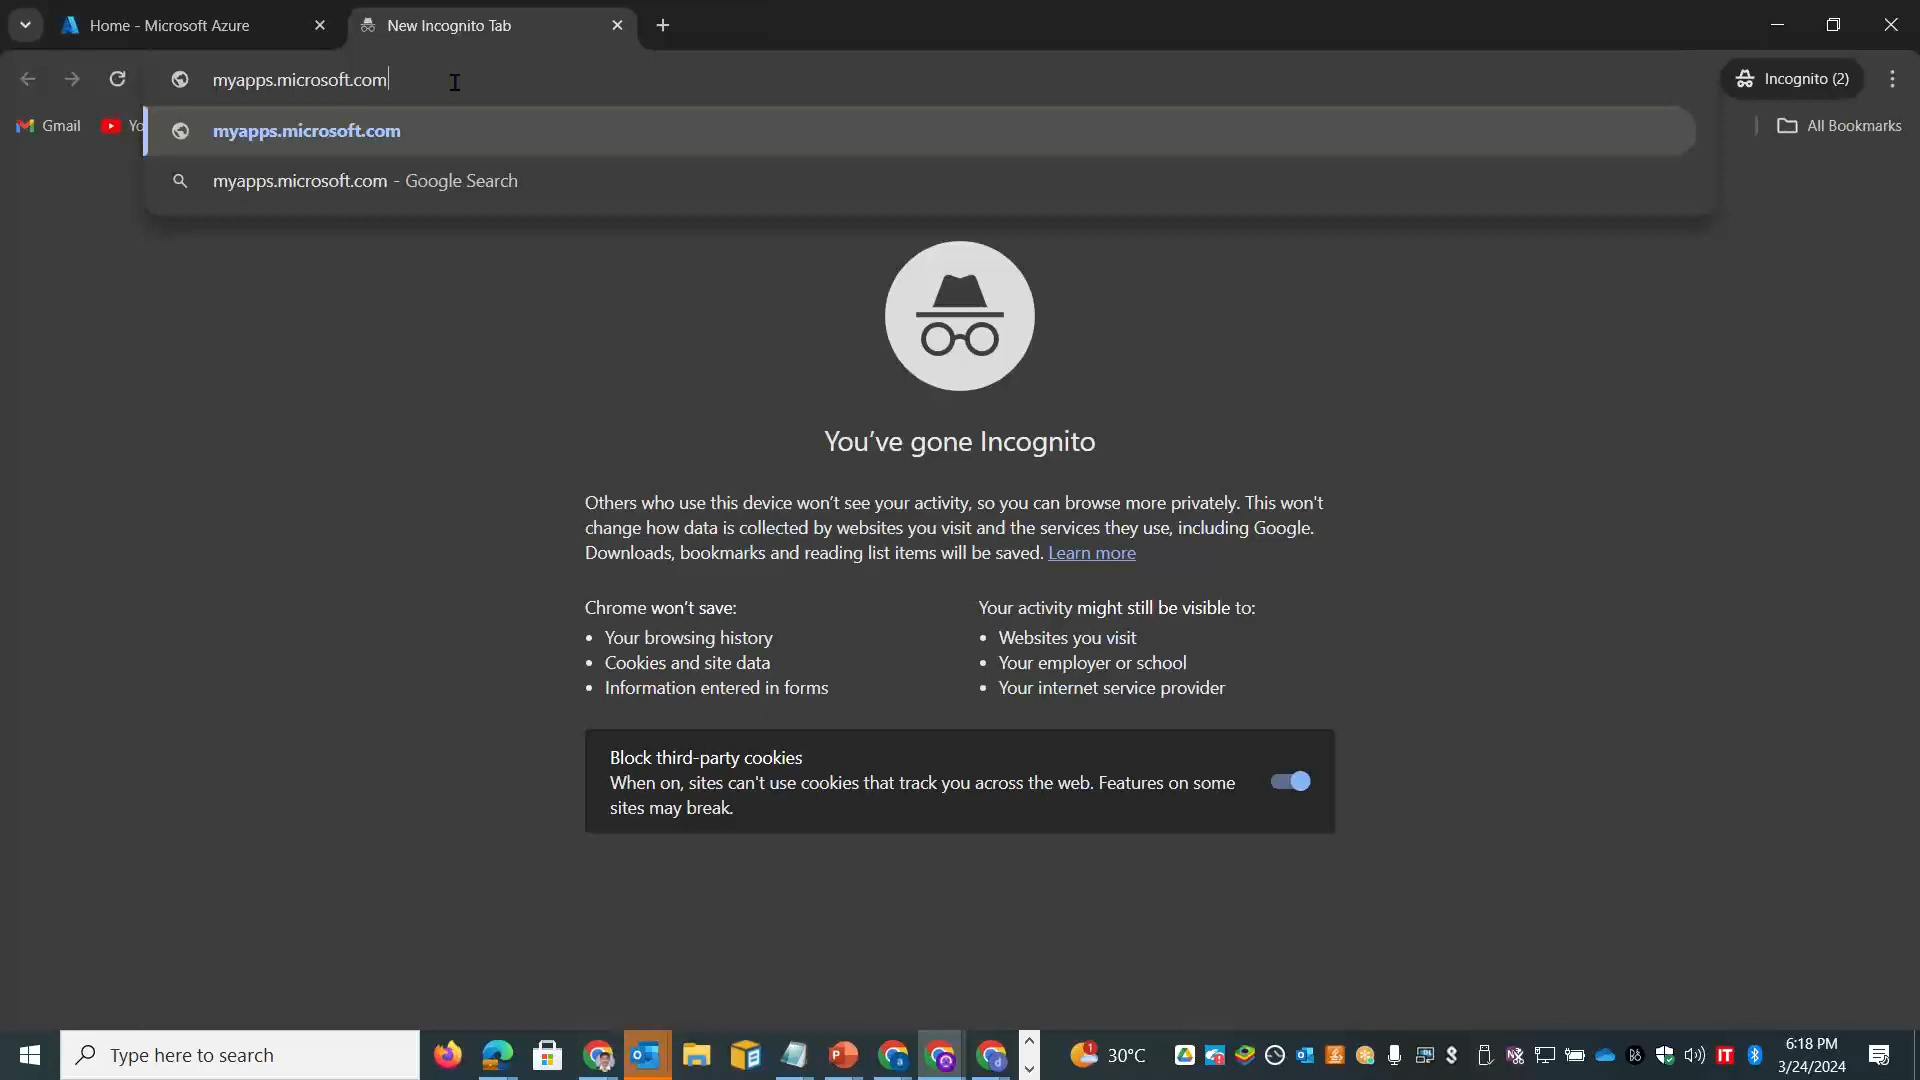 Home - Microsoft Azure
New Incognito Tab
myapps.microsoft.com
Incognito (2)
myapps.microsoft.com
myapps.microsoft.com - Google Search
Gmail
Yo
All Bookmarks
You've gone Incognito
Others who use this device won't see your activity, so you can browse more privately. This won't
change how data is collected by websites you visit and the services they use, including Google.
Downloads, bookmarks and reading list items will be saved. Learn more
Chrome won't save:
• Your browsing history
• Cookies and site data
• Information entered in forms
Your activity might still be visible to:
• Websites you visit
• Your employer or school
• Your internet service provider
Block third-party cookies
When on, sites can't use cookies that track you across the web. Features on some
sites may break.
Type here to search
30°C
6:18 PM
3/24/2024